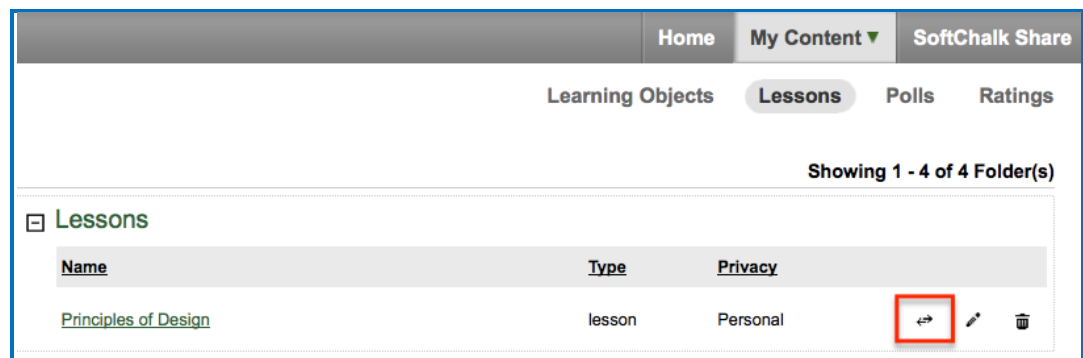 Home My Content▼ SoftChalk Share
Learning Objects Lessons Polls Ratings
Showing 1 - 4 of 4 Folder(s)
Lessons
Name Type Privacy
Principles of Design lesson Personal